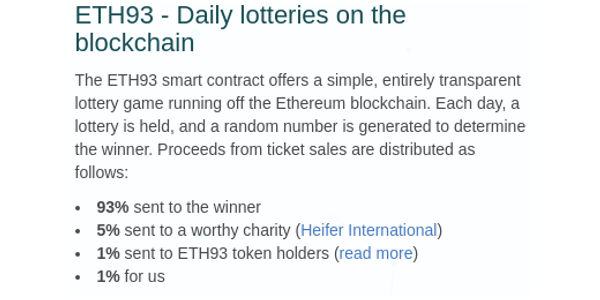 ETH93 - Daily lotteries on the
blockchain
The ETH93 smart contract offers a simple, entirely transparent
lottery game running off the Ethereum blockchain. Each day, a
lottery is held, and a random number is generated to determine
the winner. Proceeds from ticket sales are distributed as
follows:
• 93% sent to the winner
• 5% sent to a worthy charity (Heifer International)
• 1% sent to ETH93 token holders (read more)
• 1% for us